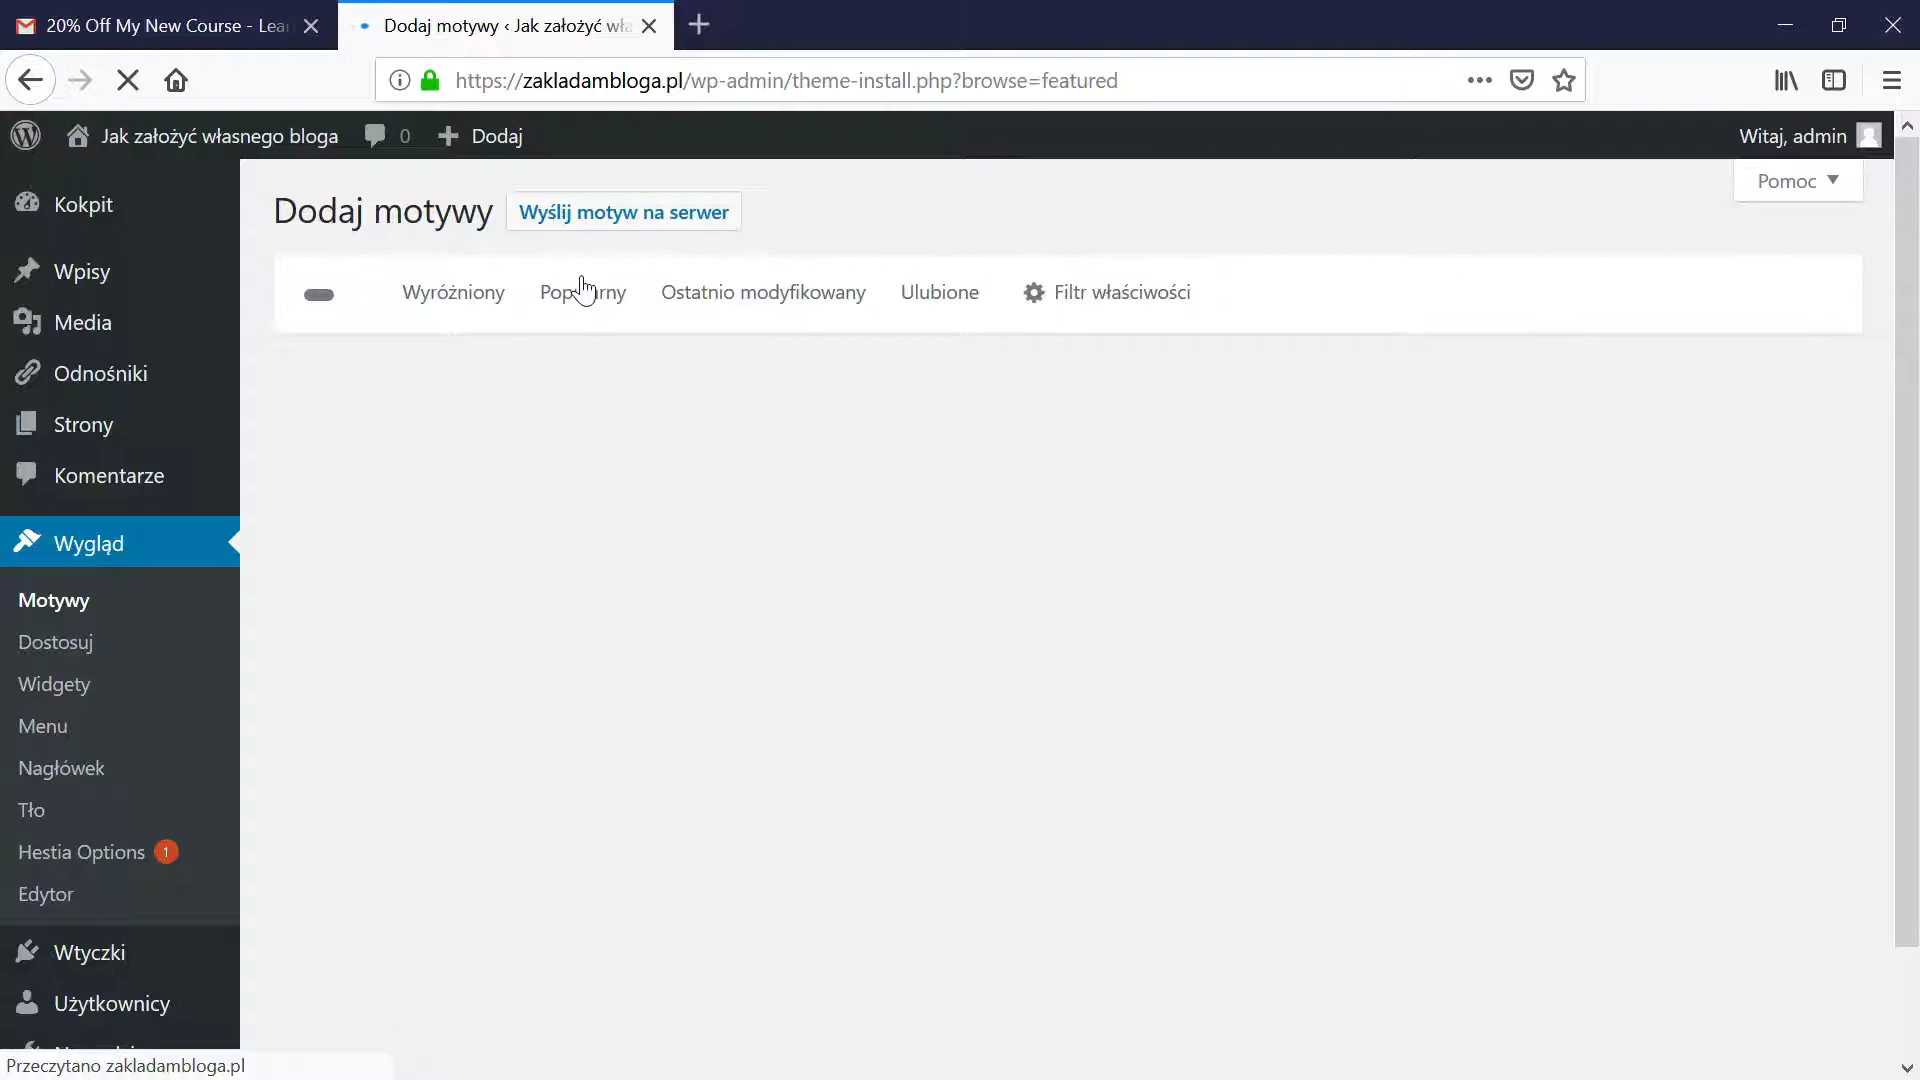 20% Off My New Course - Lea
Dodaj motywy ‹ Jak założyć wła
https://zakladambloga.pl/wp-admin/theme-install.php?browse=featured
Jak założyć własnego bloga
0
Dodaj
Witaj, admin
Pomoc
Dodaj motywy
Wyślij motyw na serwer
Wyróżniony
Popularny
Ostatnio modyfikowany
Ulubione
Filtr właściwości
Kokpit
Wpisy
Media
Odnośniki
Strony
Komentarze
Wygląd
Motywy
Dostosuj
Widgety
Menu
Nagłówek
Tło
Hestia Options 1
Edytor
Wtyczki
Użytkownicy
Przeczytano zakladambloga.pl